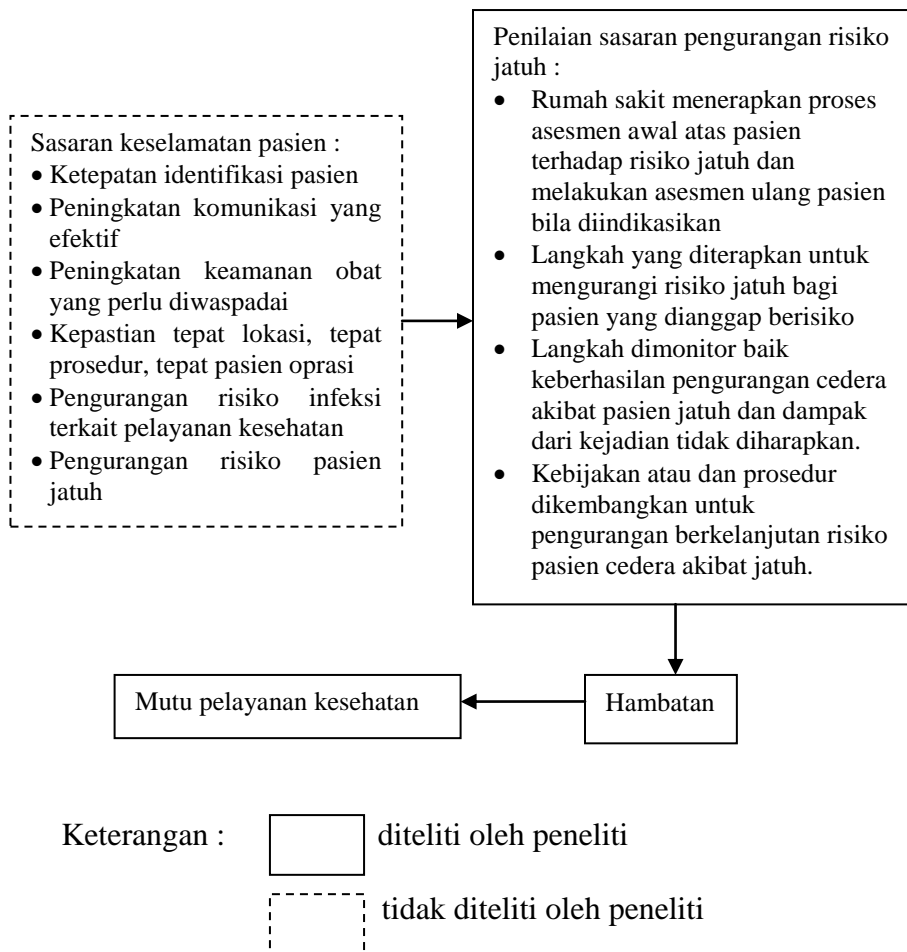 Sasaran keselamatan pasien :
• Ketepatan identifikasi pasien
• Peningkatan komunikasi yang
efektif
• Peningkatan keamanan obat
yang perlu diwaspadai
• Kepastian tepat lokasi, tepat
prosedur, tepat pasien oprasi
• Pengurangan risiko infeksi
terkait pelayanan kesehatan
• Pengurangan risiko pasien
jatuh
Penilaian sasaran pengurangan risiko
jatuh :
• Rumah sakit menerapkan proses
asesmen awal atas pasien
terhadap risiko jatuh dan
melakukan asesmen ulang pasien
bila diindikasikan
• Langkah yang diterapkan untuk
mengurangi risiko jatuh bagi
pasien yang dianggap berisiko
• Langkah dimonitor baik
keberhasilan pengurangan cedera
akibat pasien jatuh dan dampak
dari kejadian tidak diharapkan.
• Kebijakan atau dan prosedur
dikembangkan untuk
pengurangan berkelanjutan risiko
pasien cedera akibat jatuh.
Mutu pelayanan kesehatan
Hambatan
Keterangan :
diteliti oleh peneliti
tidak diteliti oleh peneliti